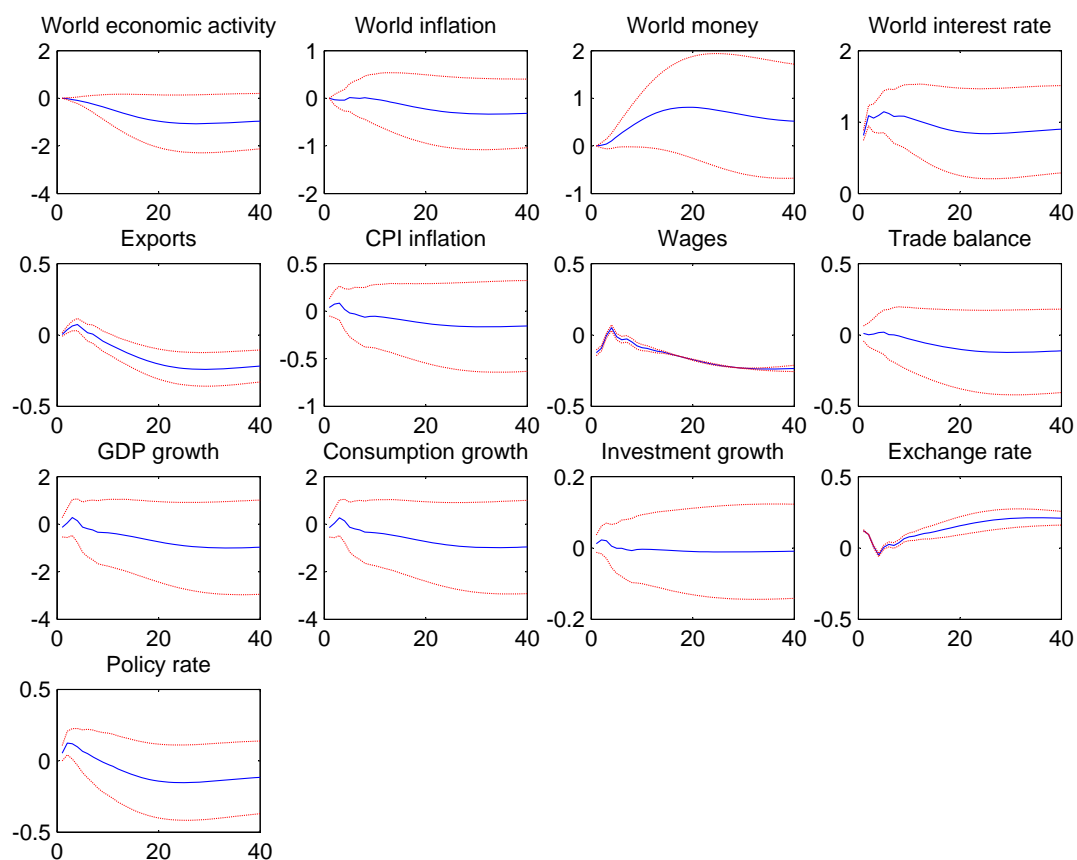 World economic activity
2
0
-2
-4
0 20 40
World inflation
1
0
-1
-2
0 20 40
World money
2
1
0
-1
0 20 40
World interest rate
2
1
0
0 20 40
Exports
0.5
0
-0.5
0 20 40
CPI inflation
0.5
0
-0.5
-1
0 20 40
Wages
0.5
0
-0.5
0 20 40
Trade balance
0.5
0
-0.5
0 20 40
GDP growth
2
0
-2
-4
0 20 40
Consumption growth
2
0
-2
-4
0 20 40
Investment growth
0.2
0
-0.2
0 20 40
Exchange rate
0.5
0
-0.5
0 20 40
Policy rate
0.5
0
-0.5
0 20 40